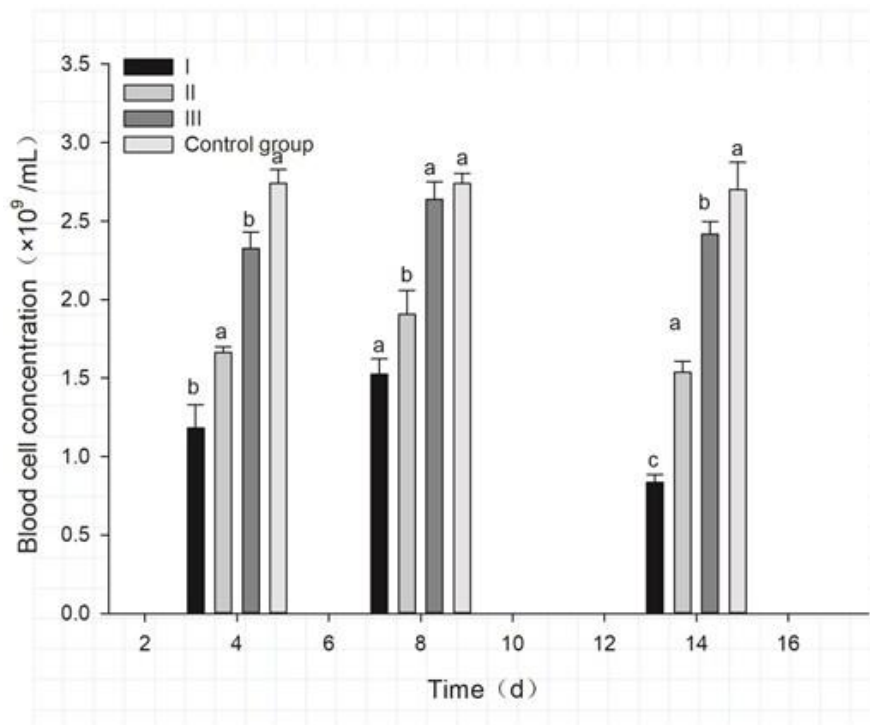 3.5
3.0
2.5
2.0
1.5
1.0
0.5
0.0
Blood cell concentration（×10⁹ /mL）
I
II
III
Control group
b
a
b
a
a
b
a
a
c
a
b
a
2 4 6 8 10 12 14 16
Time（d）